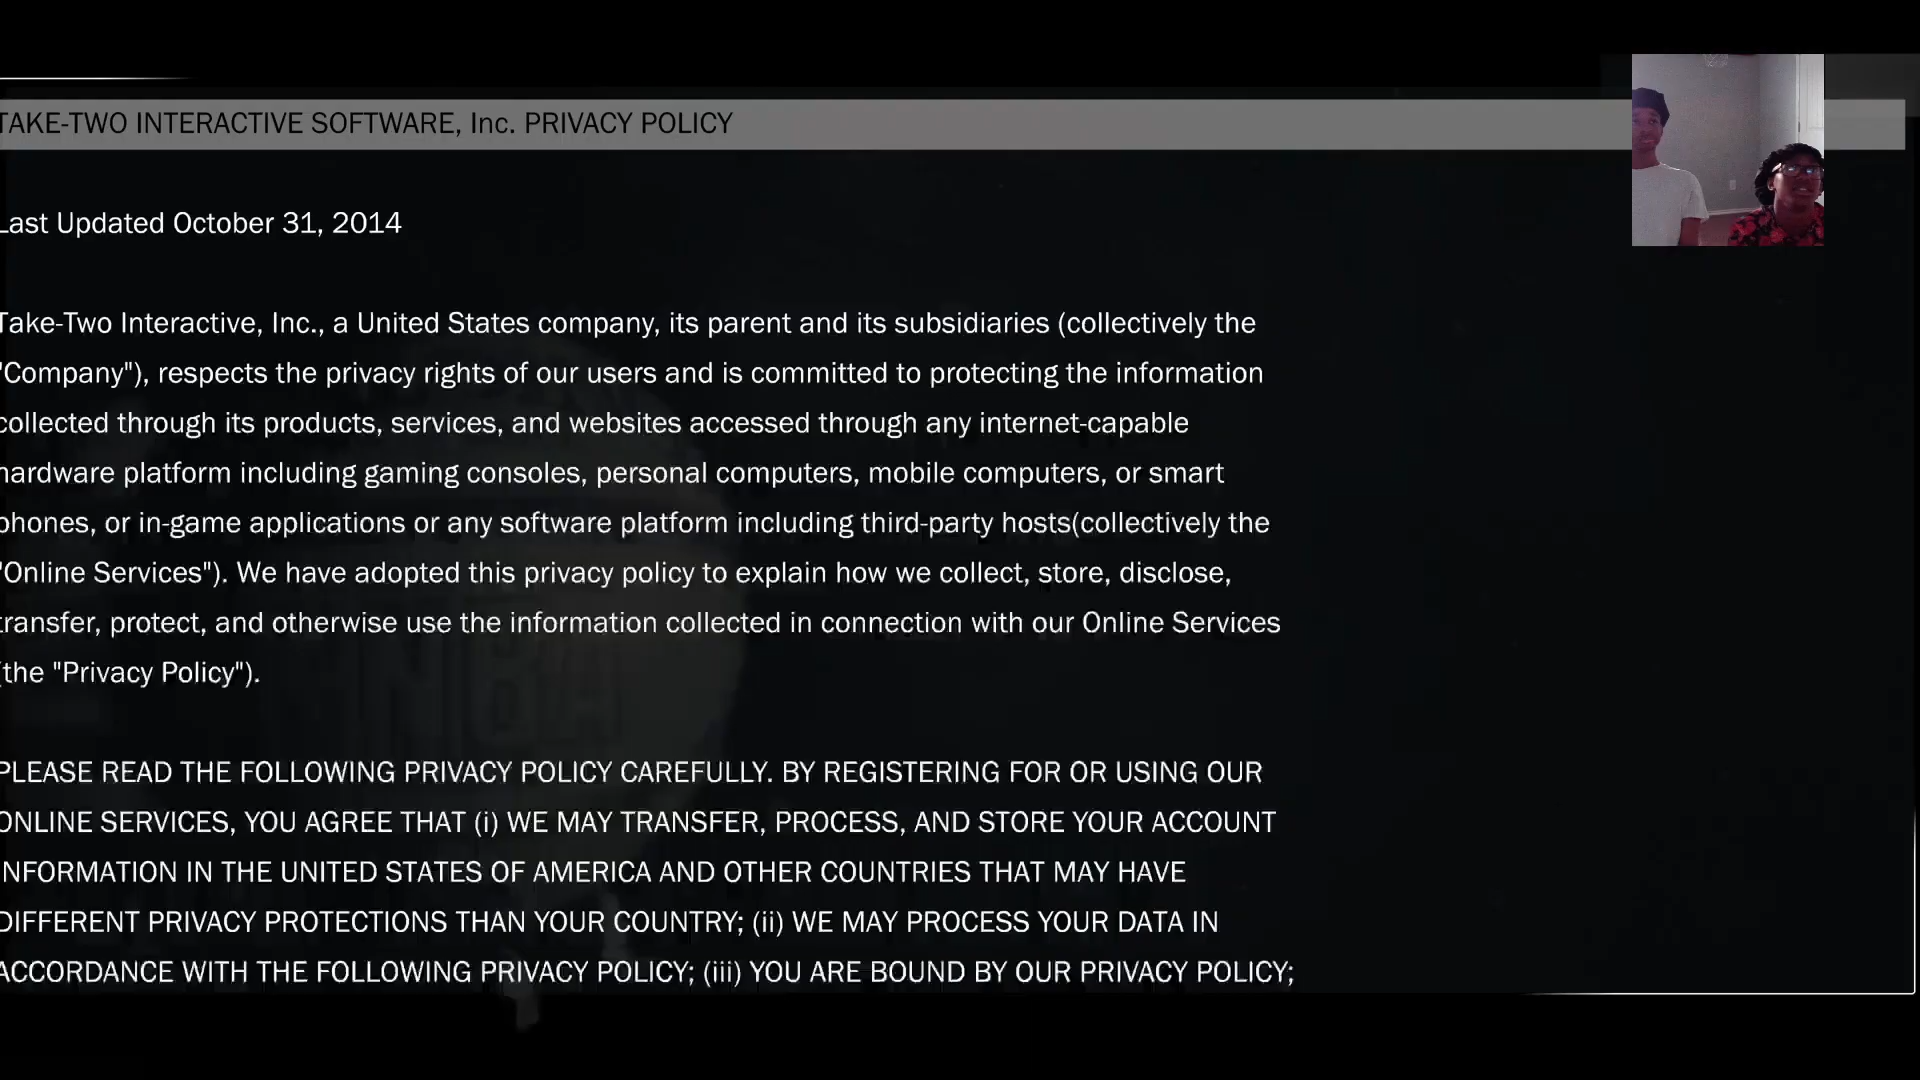 TAKE-TWO INTERACTIVE SOFTWARE, Inc. PRIVACY POLICY
Last Updated October 31, 2014
Take-Two Interactive, Inc., a United States company, its parent and its subsidiaries (collectively the
"Company"), respects the privacy rights of our users and is committed to protecting the information
collected through its products, services, and websites accessed through any internet-capable
hardware platform including gaming consoles, personal computers, mobile computers, or smart
phones, or in-game applications or any software platform including third-party hosts(collectively the
"Online Services"). We have adopted this privacy policy to explain how we collect, store, disclose,
transfer, protect, and otherwise use the information collected in connection with our Online Services
(the "Privacy Policy").
PLEASE READ THE FOLLOWING PRIVACY POLICY CAREFULLY. BY REGISTERING FOR OR USING OUR
ONLINE SERVICES, YOU AGREE THAT (i) WE MAY TRANSFER, PROCESS, AND STORE YOUR ACCOUNT
INFORMATION IN THE UNITED STATES OF AMERICA AND OTHER COUNTRIES THAT MAY HAVE
DIFFERENT PRIVACY PROTECTIONS THAN YOUR COUNTRY; (ii) WE MAY PROCESS YOUR DATA IN
ACCORDANCE WITH THE FOLLOWING PRIVACY POLICY; (iii) YOU ARE BOUND BY OUR PRIVACY POLICY;
NBA